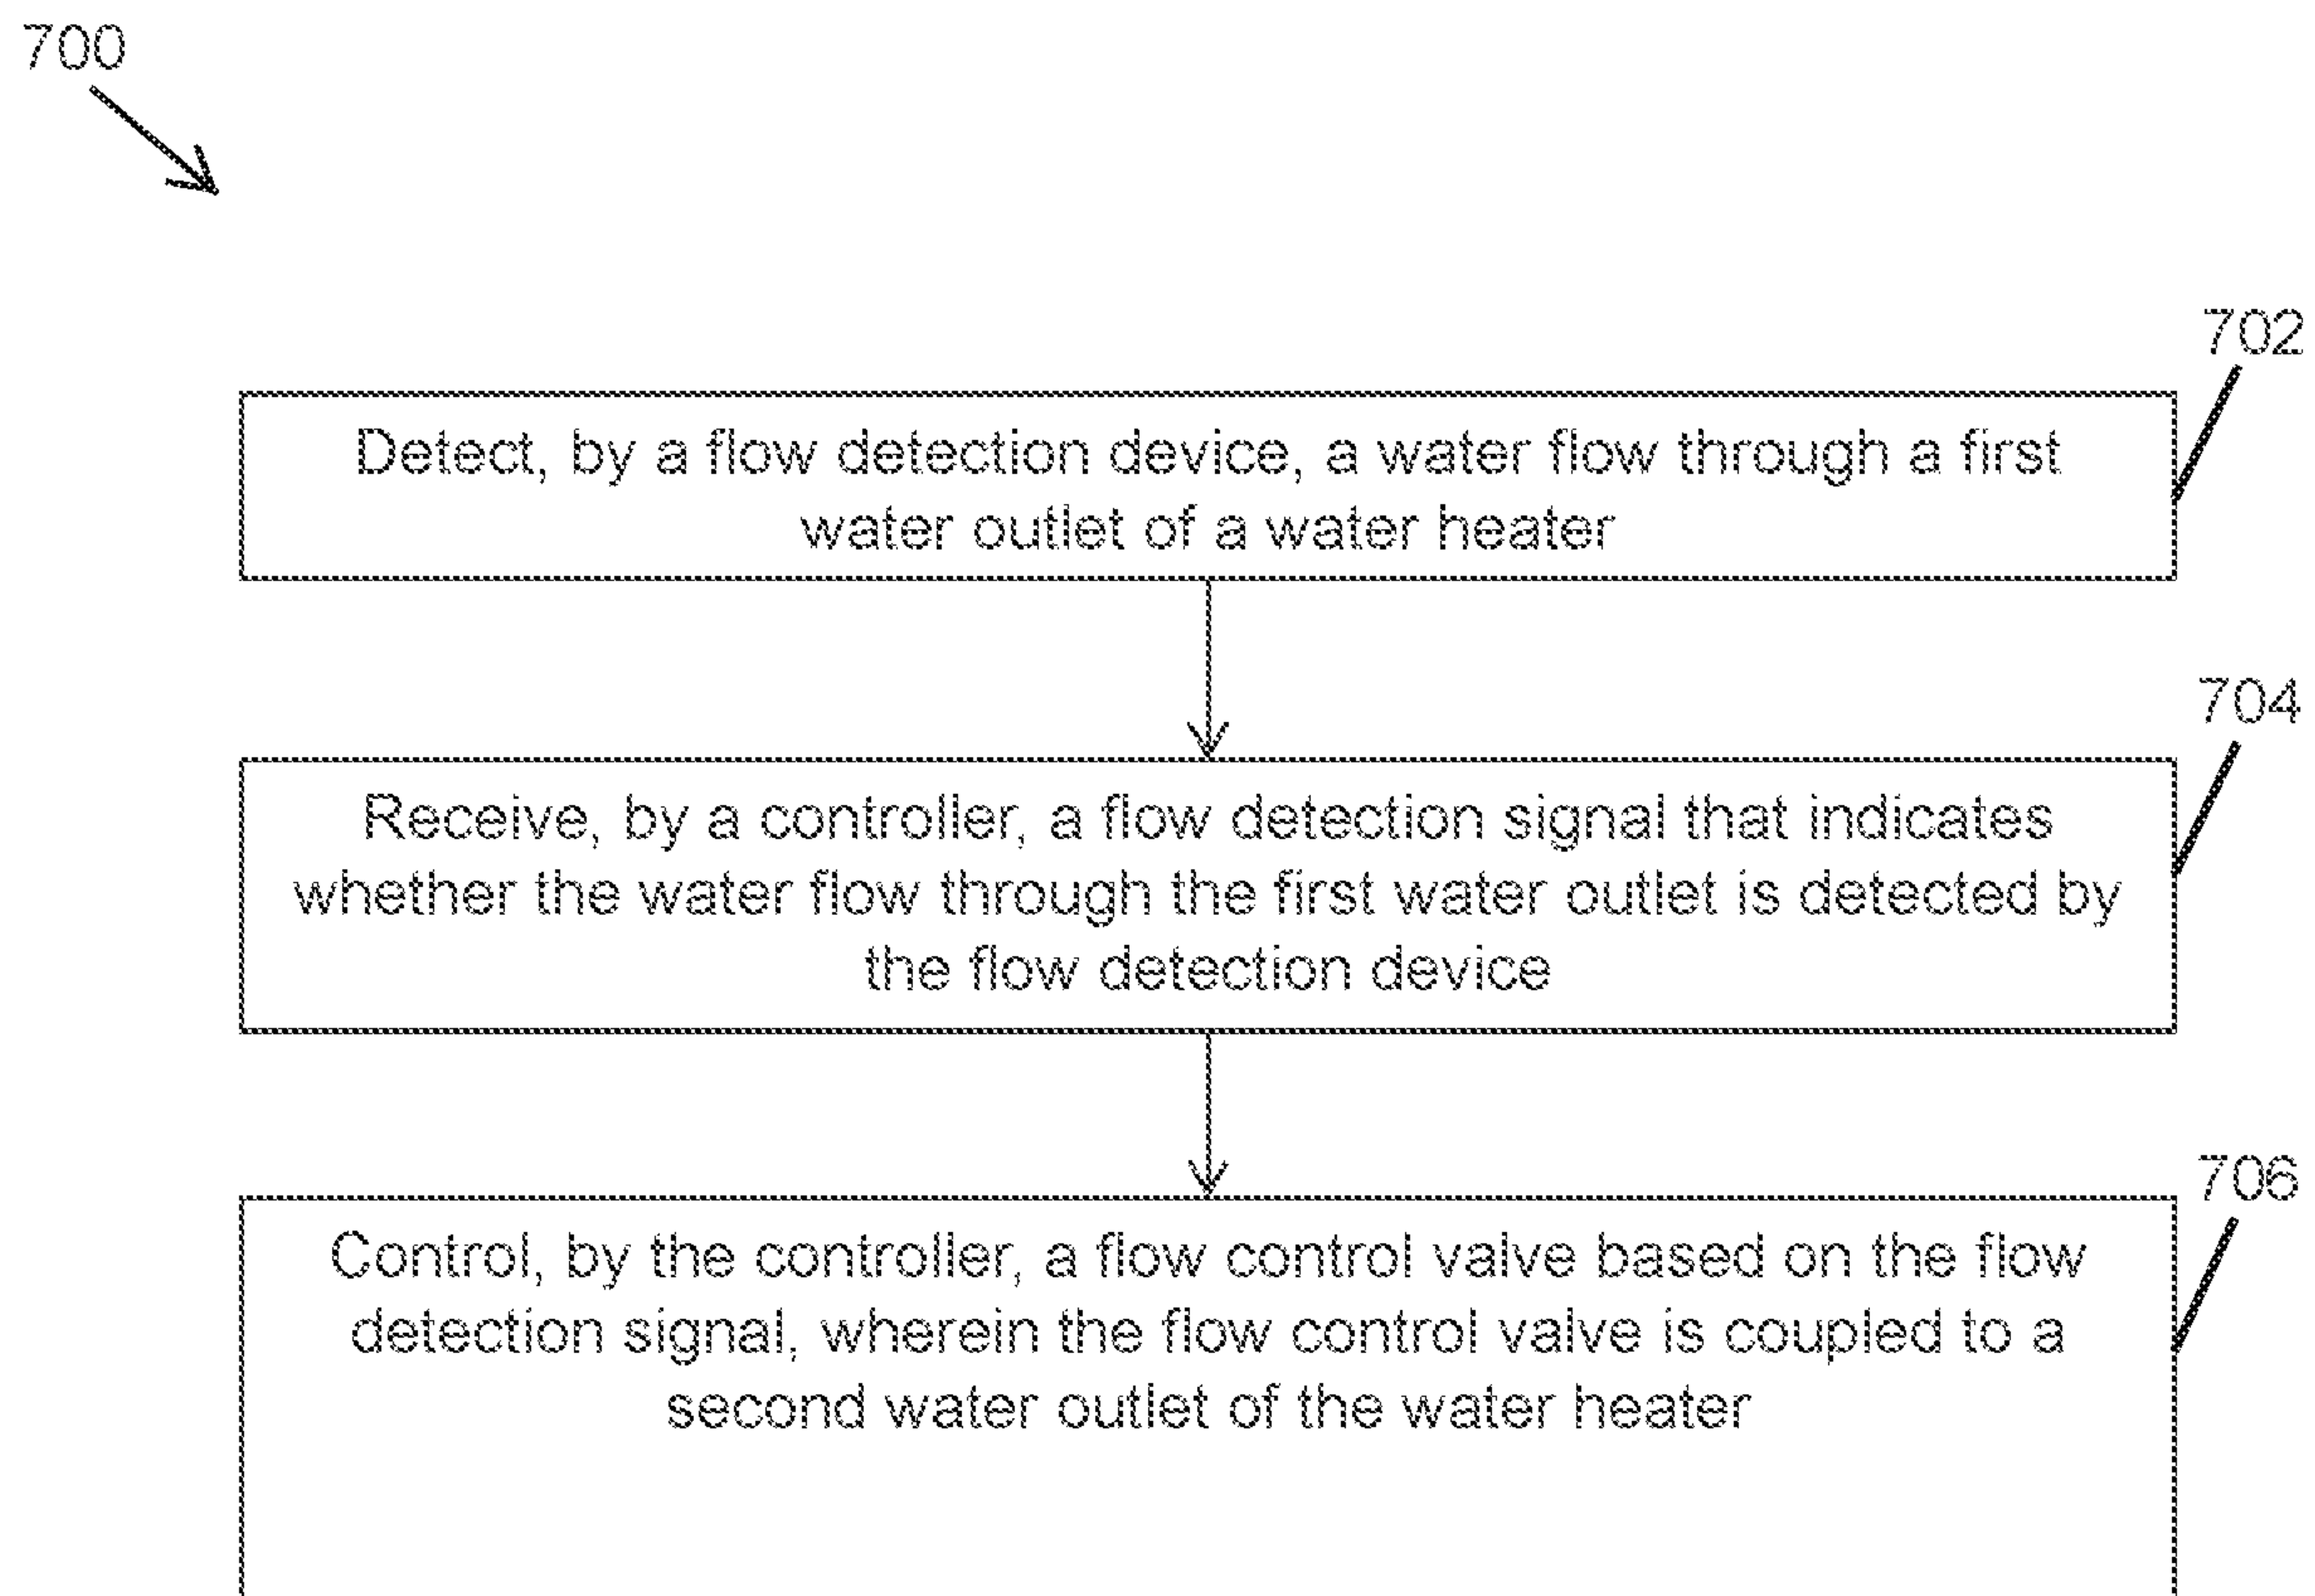 700
702
Detect, by a flow detection device, a water flow through a first
water outlet of a water heater
704
Receive, by a controller, a flow detection signal that indicates
whether the water flow through the first water outlet is detected by
the flow detection device
706
Control, by the controller, a flow control valve based on the flow
detection signal, wherein the flow control valve is coupled to a
second water outlet of the water heater